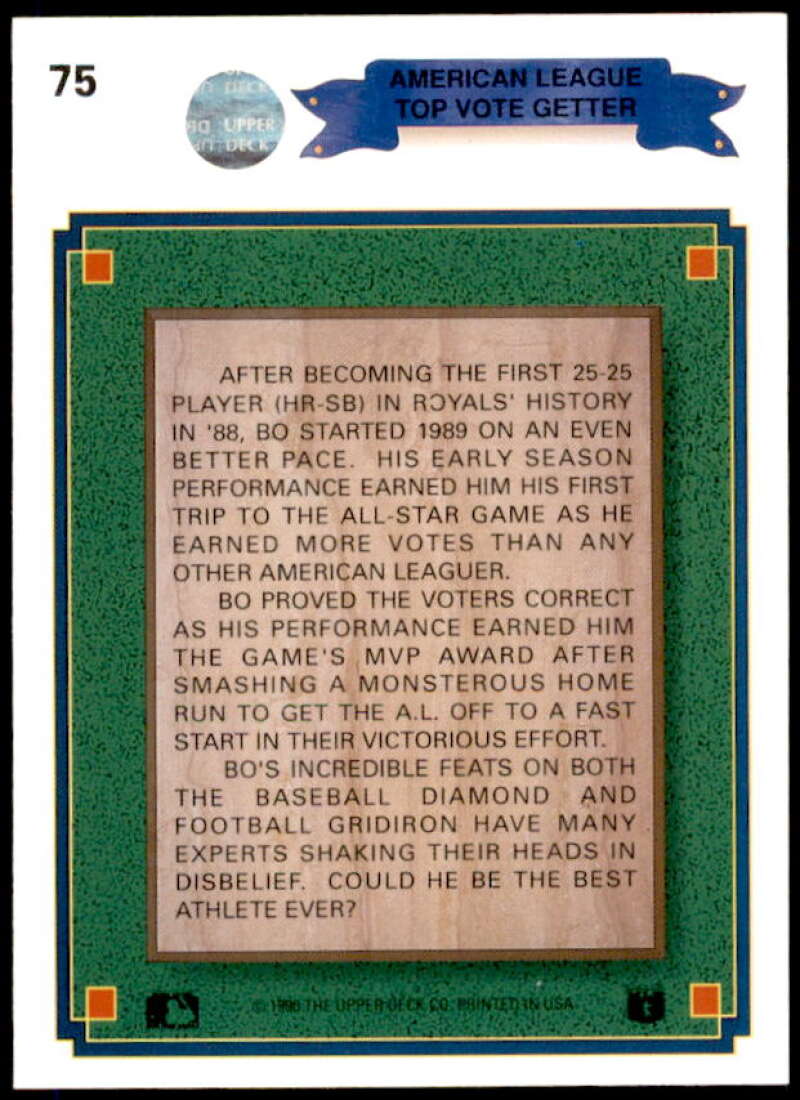 75
UPPER
DECK
AMERICAN LEAGUE
TOP VOTE GETTER
AFTER BECOMING THE FIRST 25-25
PLAYER (HR-SB) IN ROYALS' HISTORY
IN '88, BO STARTED 1989 ON AN EVEN
BETTER PACE. HIS EARLY SEASON
PERFORMANCE EARNED HIM HIS FIRST
TRIP TO THE ALL-STAR GAME AS HE
EARNED MORE VOTES THAN ANY
OTHER AMERICAN LEAGUER.
BO PROVED THE VOTERS CORRECT
AS HIS PERFORMANCE EARNED HIM
THE GAME'S MVP AWARD AFTER
SMASHING A MONSTEROUS HOME
RUN TO GET THE A.L. OFF TO A FAST
START IN THEIR VICTORIOUS EFFORT.
BO'S INCREDIBLE FEATS ON BOTH
THE BASEBALL DIAMOND AND
FOOTBALL GRIDIRON HAVE MANY
EXPERTS SHAKING THEIR HEADS IN
DISBELIEF. COULD HE BE THE BEST
ATHLETE EVER?
© 1990 THE UPPER DECK CO. PRINTED IN USA